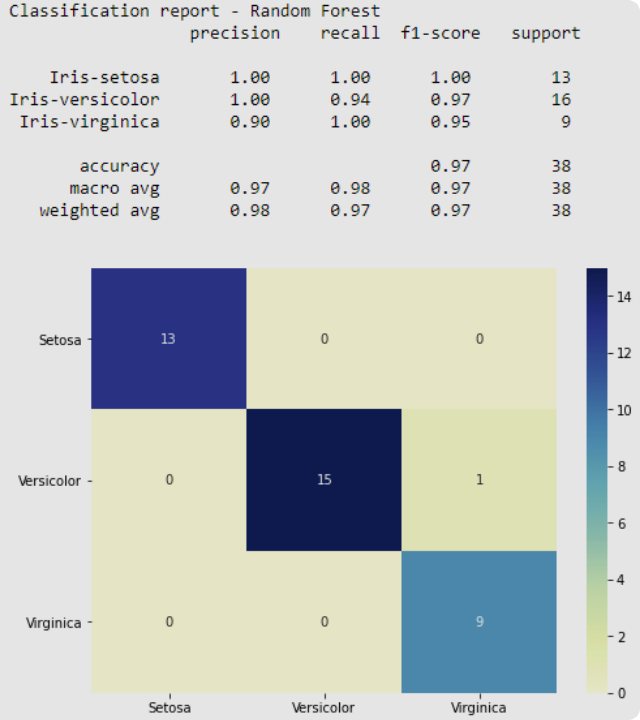 Classification report - Random Forest
precision recall f1-score support
Iris-setosa 1.00 1.00 1.00 13
Iris-versicolor 1.00 0.94 0.97 16
Iris-virginica 0.90 1.00 0.95 9
accuracy 0.97 38
macro avg 0.97 0.98 0.97 38
weighted avg 0.98 0.97 0.97 38
14
Setosa 13 0 0
12
10
8
Versicolor 0 15 1
6
4
Virginica 0 0 9
2
0
Setosa Versicolor Virginica